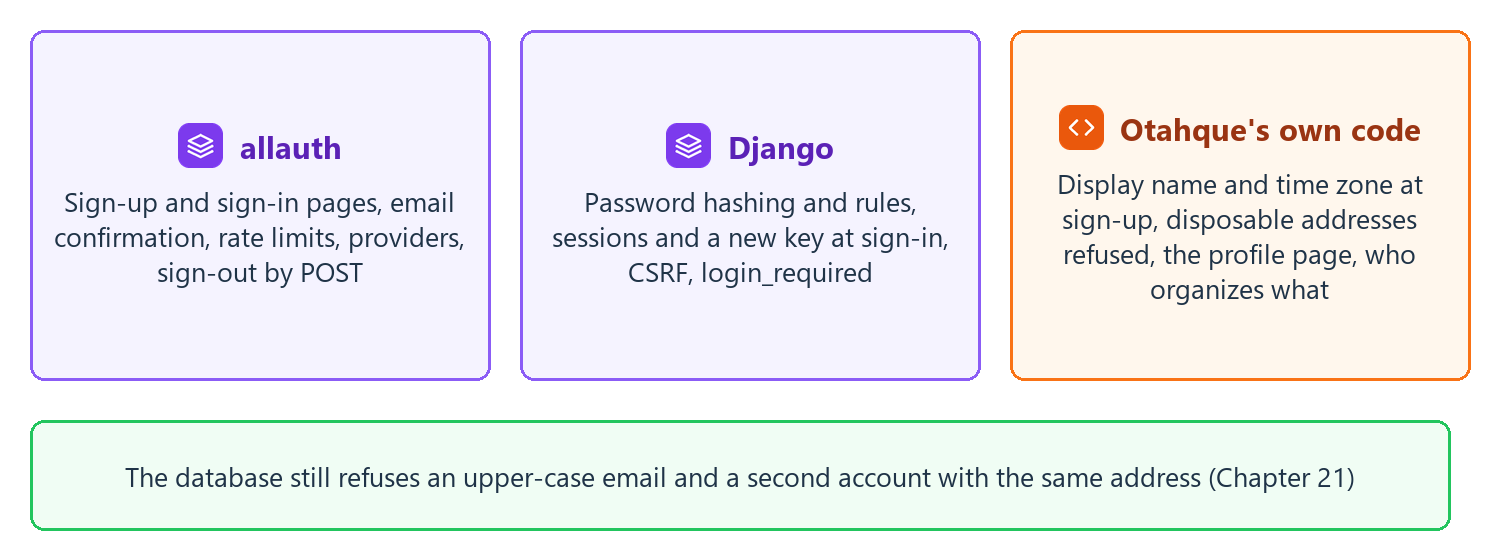 allauth
Sign-up and sign-in pages, email
confirmation, rate limits, providers,
sign-out by POST
Django
Password hashing and rules,
sessions and a new key at sign-in,
CSRF, login_required
Otahque's own code
Display name and time zone at
sign-up, disposable addresses
refused, the profile page, who
organizes what
The database still refuses an upper-case email and a second account with the same address (Chapter 21)